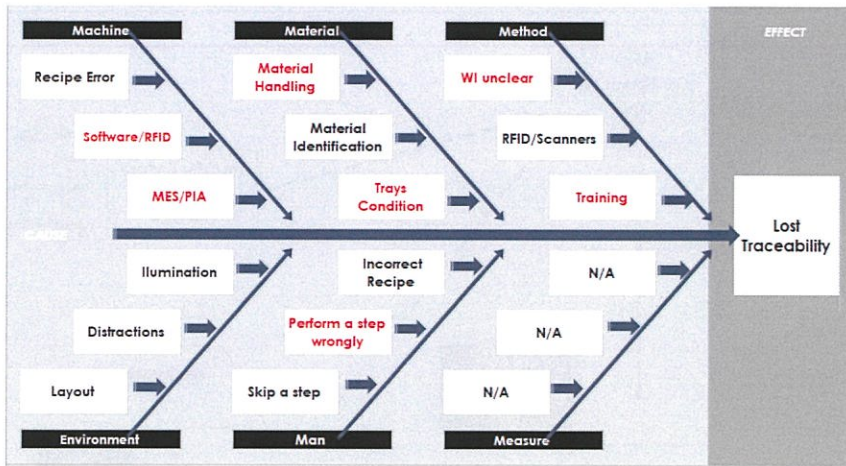 Machine
Material
Method
EFFECT
Recipe Error
Material
Handling
WI unclear
Software/RFID
Material
Identification
RFID/Scanners
MES/PIA
Trays
Condition
Training
CAUSE
Lost
Traceability
Ilumination
Incorrect
Recipe
N/A
Distractions
Perform a step
wrongly
N/A
Layout
Skip a step
N/A
Environment
Man
Measure